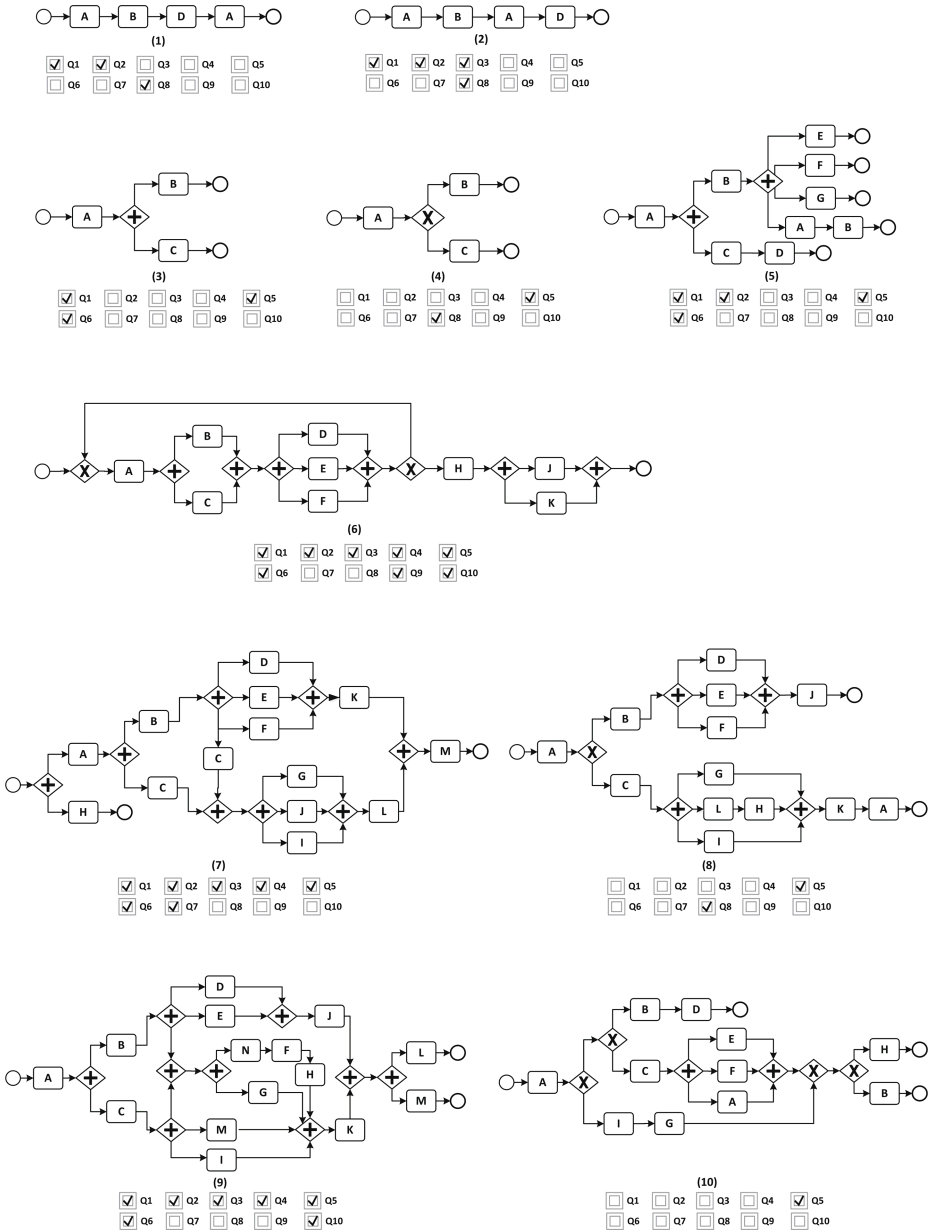 A B D A
(1)
Q1 Q2 Q3 Q4 Q5
Q6 Q7 Q8 Q9 Q10
A B A D
(2)
Q1 Q2 Q3 Q4 Q5
Q6 Q7 Q8 Q9 Q10
B
A
C
(3)
Q1 Q2 Q3 Q4 Q5
Q6 Q7 Q8 Q9 Q10
B
A X
C
(4)
Q1 Q2 Q3 Q4 Q5
Q6 Q7 Q8 Q9 Q10
E
F
B
G
A
A B
C D
(5)
Q1 Q2 Q3 Q4 Q5
Q6 Q7 Q8 Q9 Q10
B D
X A E X H J
C F K
(6)
Q1 Q2 Q3 Q4 Q5
Q6 Q7 Q8 Q9 Q10
D
E K
B
F
A C M
C G
H J L
I
(7)
Q1 Q2 Q3 Q4 Q5
Q6 Q7 Q8 Q9 Q10
D
E J
B
F
A X
C G
L H K A
I
(8)
Q1 Q2 Q3 Q4 Q5
Q6 Q7 Q8 Q9 Q10
D
E J
B N F L
A H
G
C M
M K
I
(9)
Q1 Q2 Q3 Q4 Q5
Q6 Q7 Q8 Q9 Q10
B D
X E H
C F X X
A X
A B
I G
(10)
Q1 Q2 Q3 Q4 Q5
Q6 Q7 Q8 Q9 Q10